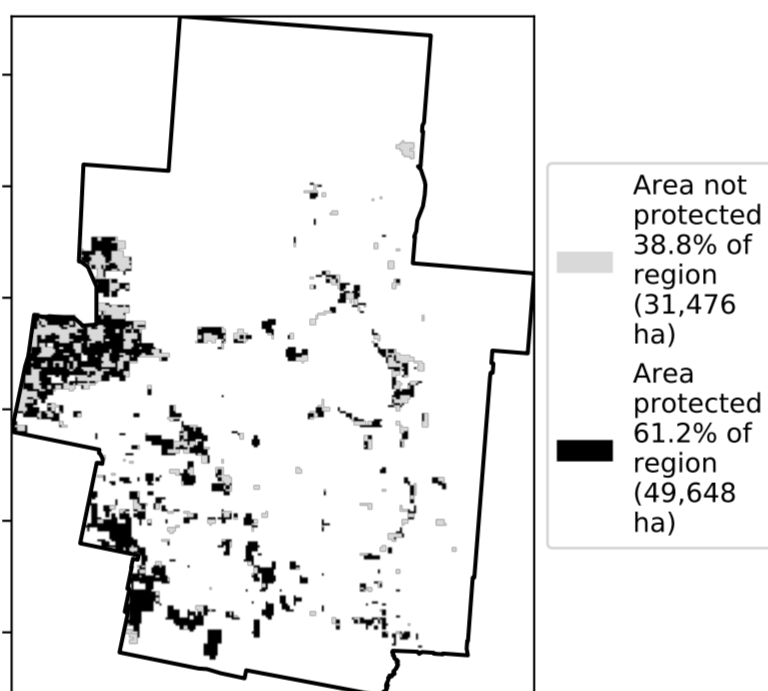 Area not
protected
38.8% of
region
(31,476
ha)
Area
protected
61.2% of
region
(49,648
ha)